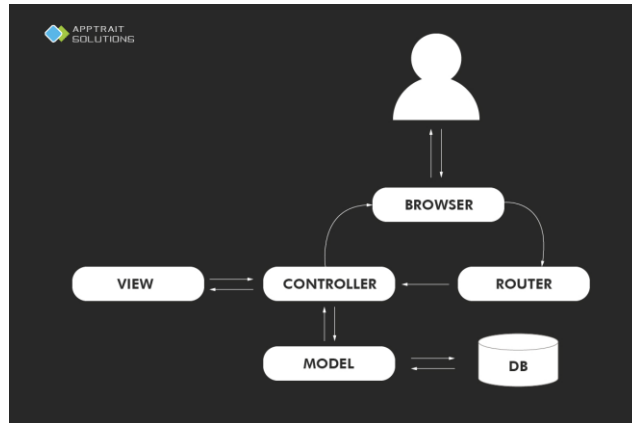 APPTRAIT
SOLUTIONS
BROWSER
VIEW
CONTROLLER
ROUTER
MODEL
DB